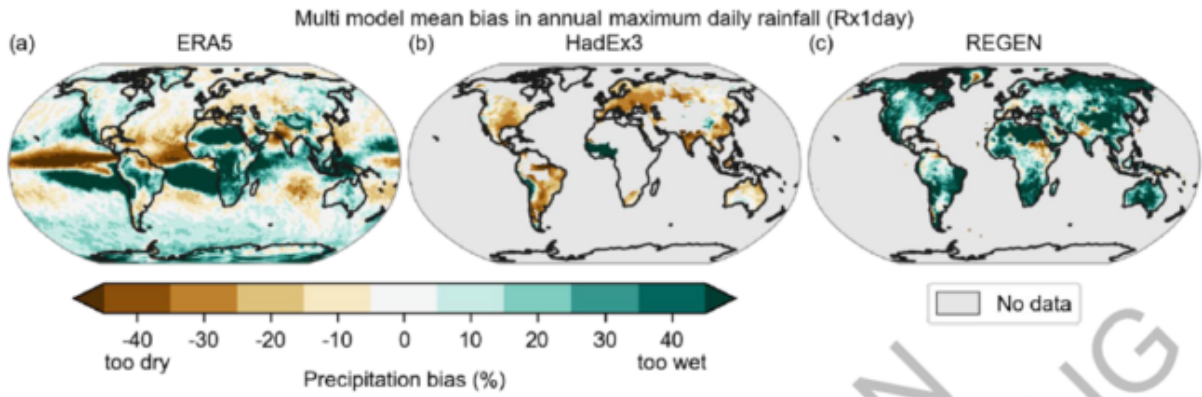 Multi model mean bias in annual maximum daily rainfall (Rx1day)
(a) ERA5 (b) HadEx3 (c) REGEN
-40 -30 -20 -10 0 10 20 30 40
too dry too wet
Precipitation bias (%)
No data